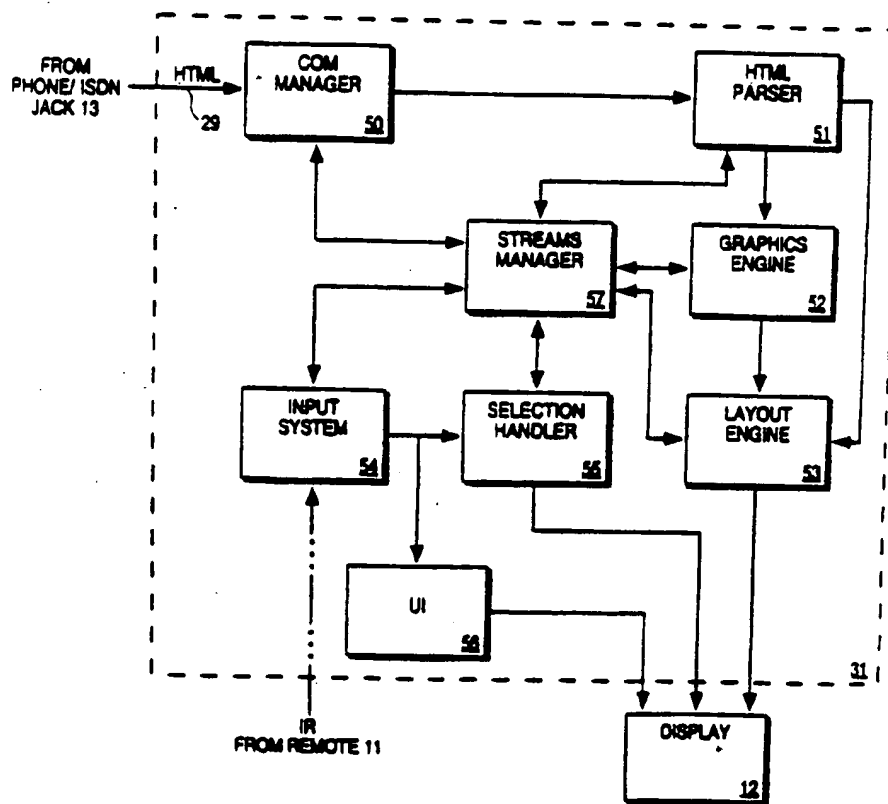 FROM
PHONE/ ISDN
JACK 13
HTML
29
COM
MANAGER
50
HTML
PARSER
51
STREAMS
MANAGER
57
GRAPHICS
ENGINE
52
INPUT
SYSTEM
54
SELECTION
HANDLER
55
LAYOUT
ENGINE
53
UI
56
31
IR
FROM REMOTE 11
DISPLAY
12